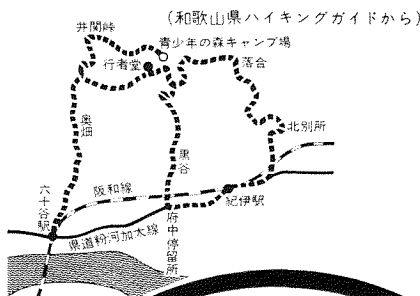 (和歌山県ハイキングガイドから)
井関峠
青少年の森キャンプ場
行者堂
落合
奥畑
北別所
黒谷
六十谷駅
阪和線
紀伊駅
県道粉河加太線
府中停留所